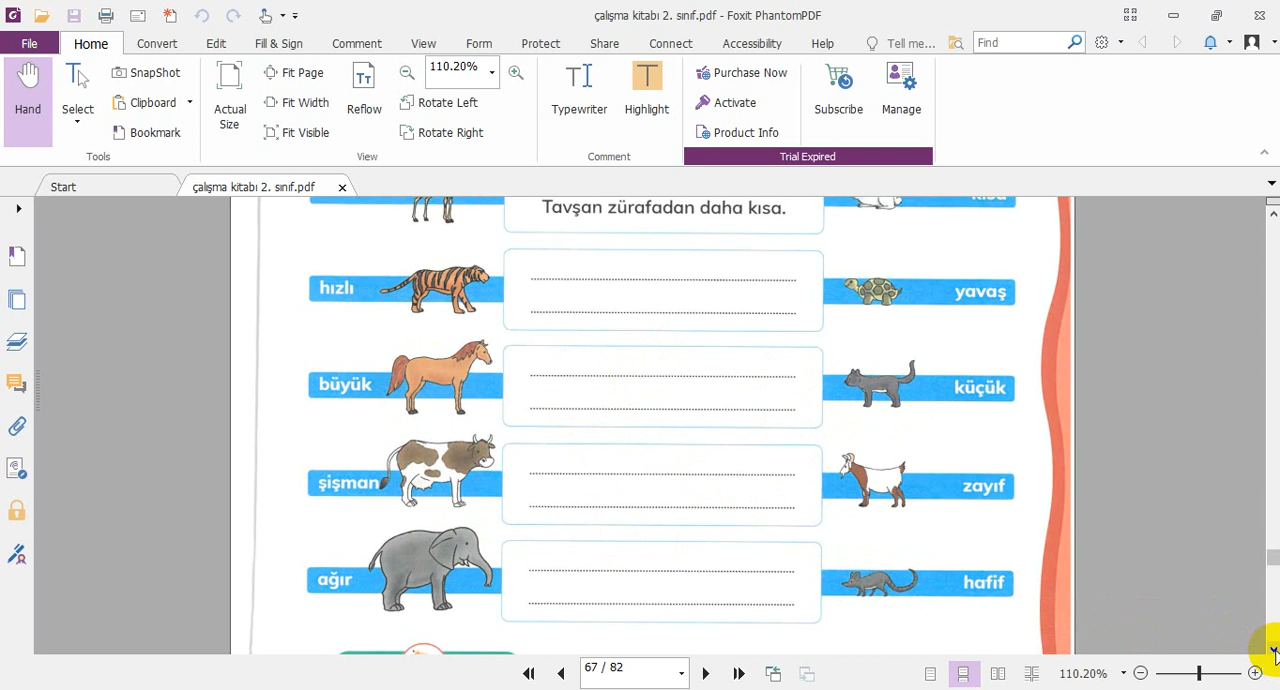 çalışma kitabı 2. sınıf.pdf - Foxit PhantomPDF
File Home Convert Edit Fill & Sign Comment View Form Protect Share Connect Accessibility Help Tell me... Find
Hand
Select
SnapShot
Clipboard
Bookmark
Tools
Actual Size
Fit Page
Fit Width
Fit Visible
Reflow
110.20%
Rotate Left
Rotate Right
View
Typewriter
Highlight
Comment
Purchase Now
Activate
Product Info
Subscribe
Manage
Trial Expired
Start çalışma kitabı 2. sınıf.pdf
Tavşan zürafadan daha kısa. kısa
hızlı yavaş
büyük küçük
şişman zayıf
ağır hafif
67 / 82 110.20%